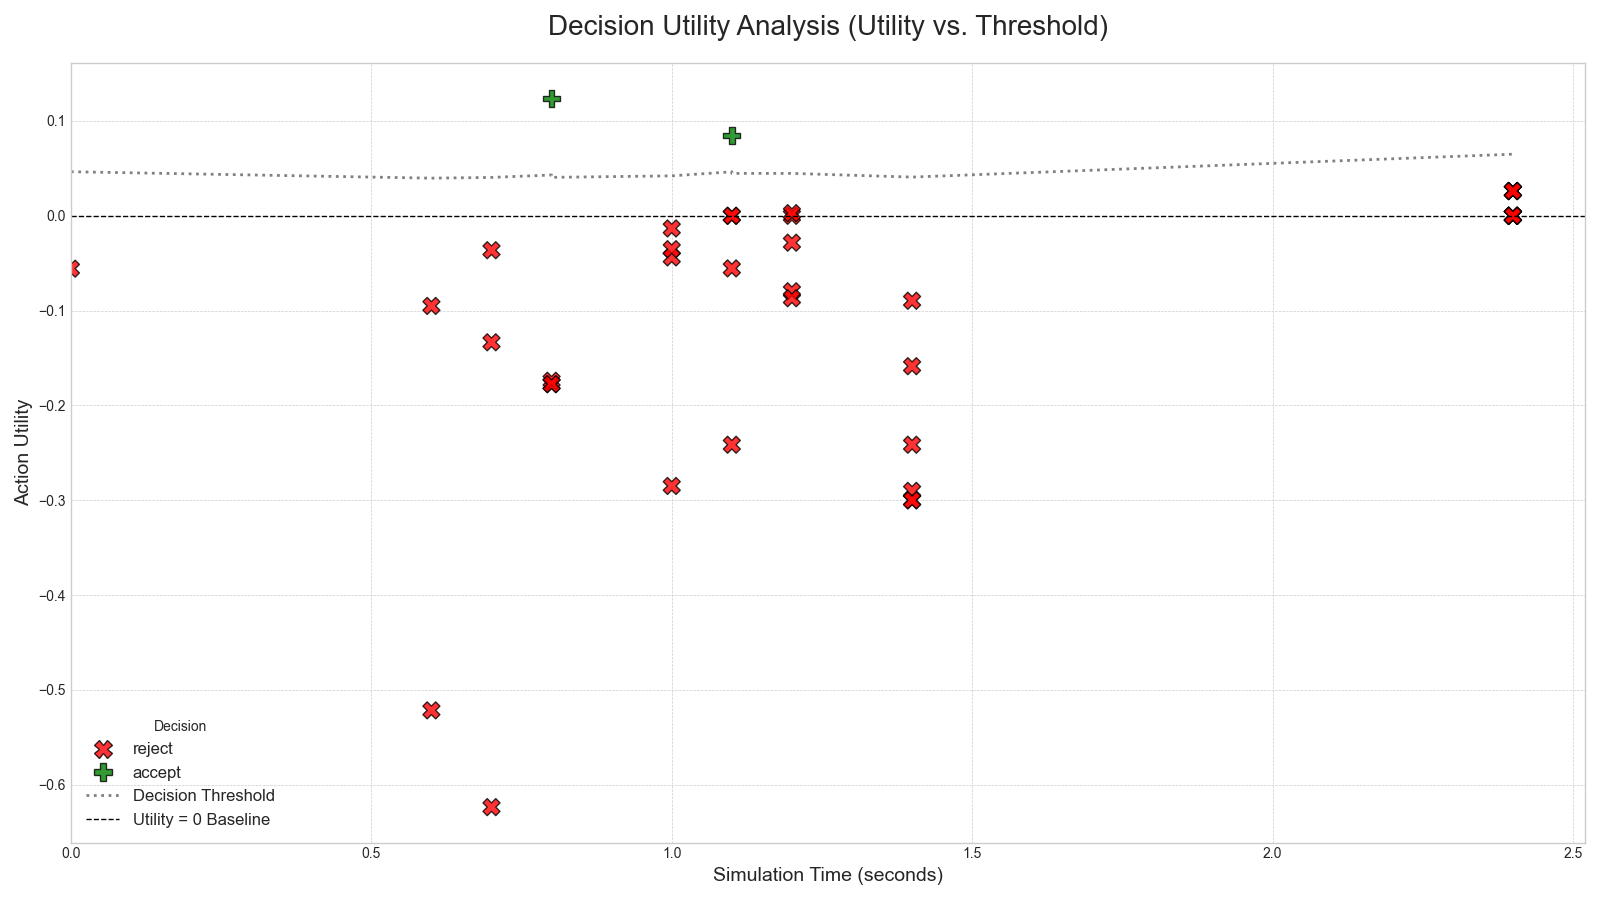 Decision Utility Analysis (Utility vs. Threshold)
Action Utility
0.1
0.0
−0.1
−0.2
−0.3
−0.4
−0.5
−0.6
Decision
reject
accept
Decision Threshold
Utility = 0 Baseline
0.0 0.5 1.0 1.5 2.0 2.5
Simulation Time (seconds)